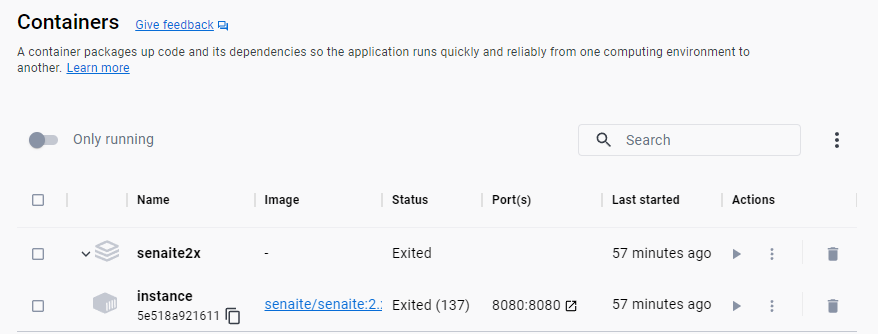 Containers Give feedback
A container packages up code and its dependencies so the application runs quickly and reliably from one computing environment to
another. Learn more
Only running
Search
Name Image Status Port(s) Last started Actions
senaite2x - Exited 57 minutes ago
instance
5e518a921611
senaite/senaite:2. Exited (137) 8080:8080 57 minutes ago